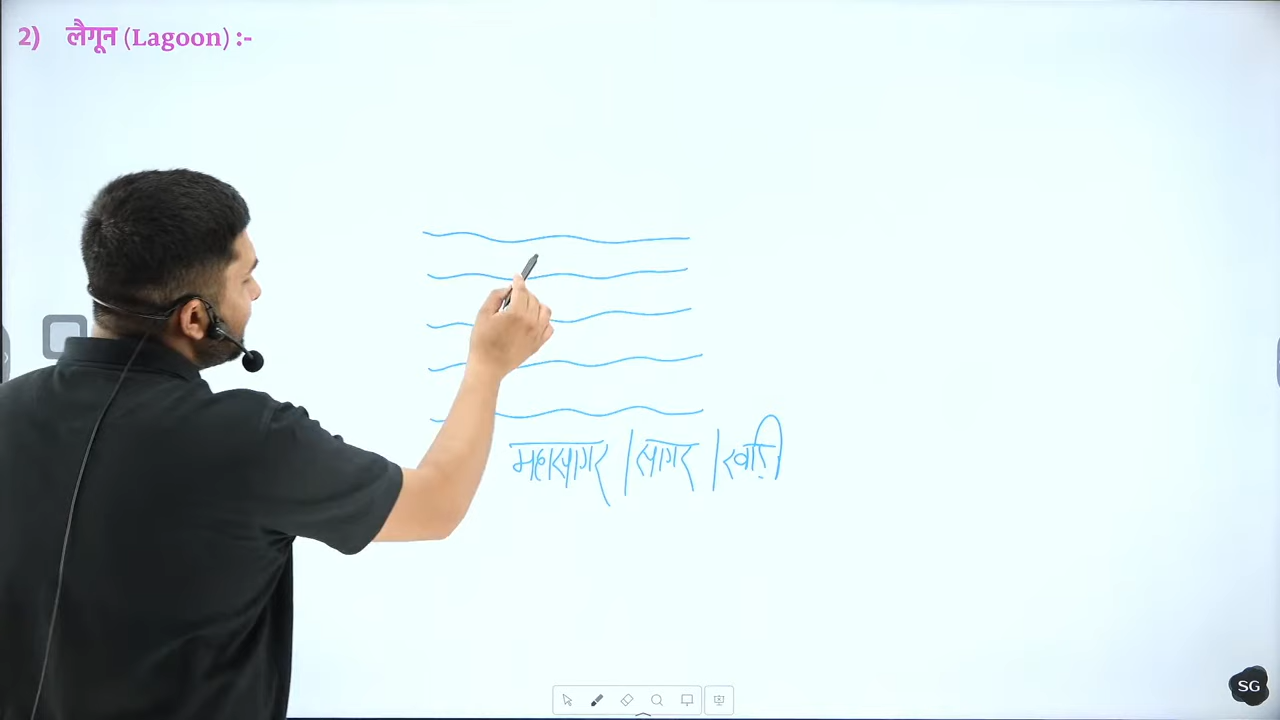 2) लैगून (Lagoon) :-
महासागर | सागर | खाड़ी
SG